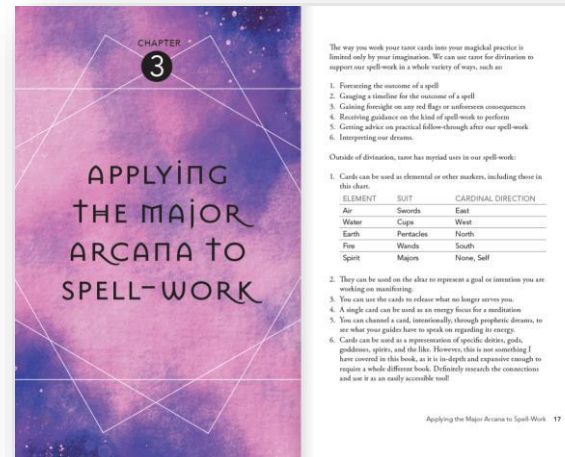 CHAPTER
3
APPLYING
THE MAJOR
ARCANA TO
SPELL-WORK
The way you work your tarot cards into your magickal practice is
limited only by your imagination. We can use tarot for divination to
support our spell-work in a whole variety of ways, such as:
1. Foreseeing the outcome of a spell
2. Gauging a timeline for the outcome of a spell
3. Gaining foresight on any red flags or unforeseen consequences
4. Receiving guidance on the kind of spell-work to perform
5. Getting advice on practical follow-through after our spell-work
6. Interpreting our dreams.
Outside of divination, tarot has myriad uses in our spell-work:
1. Cards can be used as elemental or other markers, including those in
this chart.
ELEMENT SUIT CARDINAL DIRECTION
Air Swords East
Water Cups West
Earth Pentacles North
Fire Wands South
Spirit Majors None, Self
2. They can be used on the altar to represent a goal or intention you are
working on manifesting.
3. You can use the cards to release what no longer serves you.
4. A single card can be used as an energy focus for a meditation
5. You can channel a card, intentionally, through prophetic dreams, to
see what your guides have to speak on regarding its energy.
6. Cards can be used as a representation of specific deities, gods,
goddesses, spirits, and the like. However, this is not something I
have covered in this book, as it is in-depth and expansive enough to
require a whole different book. Definitely research the connections
and use it as an easily accessible tool!
Applying the Major Arcana to Spell-Work 17